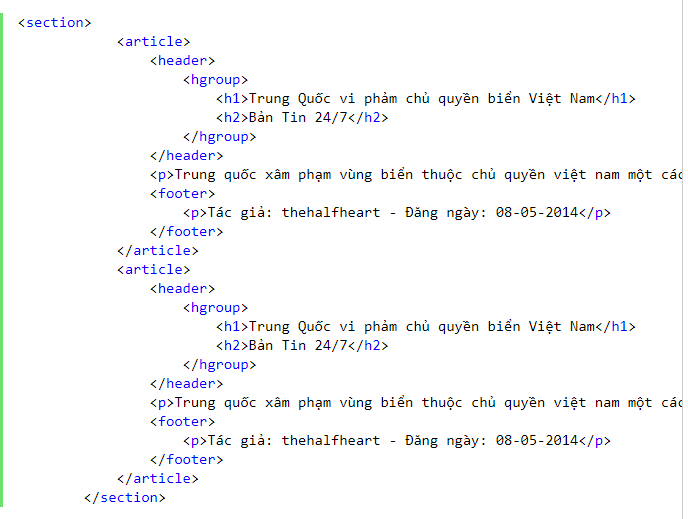 <section>
<article>
<header>
<hgroup>
<h1>Trung Quốc vi phảm chủ quyền biển Việt Nam</h1>
<h2>Bản Tin 24/7</h2>
</hgroup>
</header>
<p>Trung quốc xâm phạm vùng biển thuộc chủ quyền việt nam một các
<footer>
<p>Tác giả: thehalfheart - Đăng ngày: 08-05-2014</p>
</footer>
</article>
<article>
<header>
<hgroup>
<h1>Trung Quốc vi phảm chủ quyền biển Việt Nam</h1>
<h2>Bản Tin 24/7</h2>
</hgroup>
</header>
<p>Trung quốc xâm phạm vùng biển thuộc chủ quyền việt nam một các
<footer>
<p>Tác giả: thehalfheart - Đăng ngày: 08-05-2014</p>
</footer>
</article>
</section>